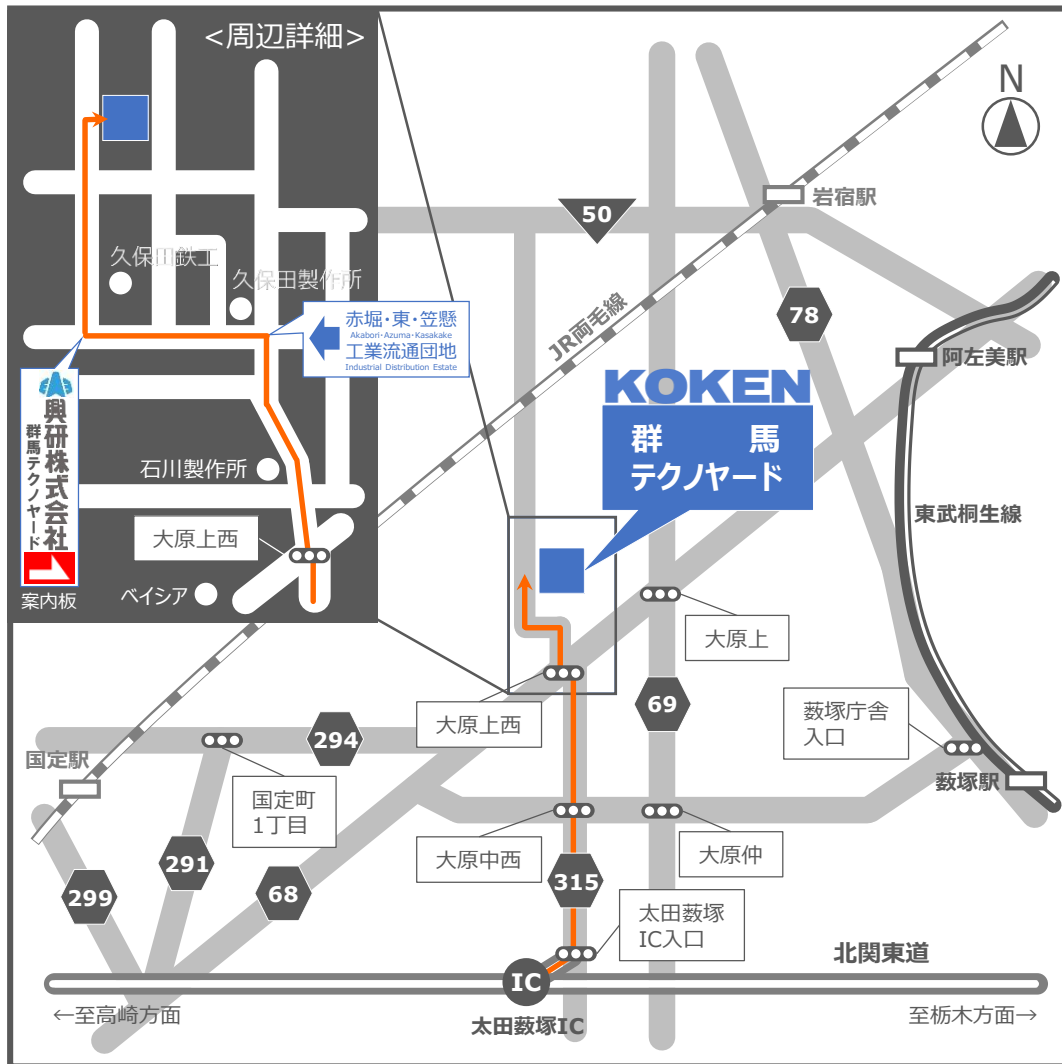 <周辺詳細>
久保田鉄工
久保田製作所
赤堀・東・笠懸
Akabori・Azuma・Kasakake
工業流通団地
Industrial Distribution Estate
興研株式会社
群馬テクノヤード
案内板
石川製作所
大原上西
ベイシア
N
50
岩宿駅
JR両毛線
78
阿左美駅
KOKEN
群馬
テクノヤード
東武桐生線
大原上
大原上西
69
薮塚庁舎
入口
294
国定駅
国定町
1丁目
薮塚駅
大原中西
大原仲
291
299
68
315
太田薮塚
IC入口
北関東道
IC
←至高崎方面
太田薮塚IC
至栃木方面→